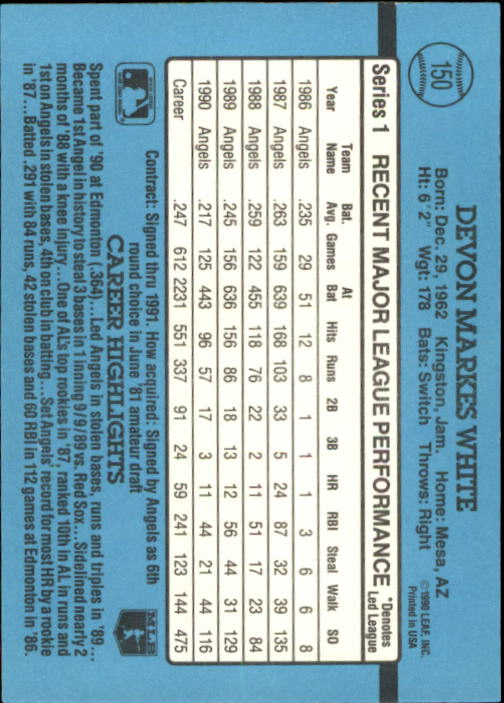 150
DEVON MARKES WHITE
Born: Dec. 29, 1962 Kingston, Jam. Home: Mesa, AZ
Ht: 6' 2" Wgt: 178 Bats: Switch Throws: Right
©1990 LEAF, INC.
Printed in USA
Series 1 RECENT MAJOR LEAGUE PERFORMANCE *Denotes Led League
Year Team Name Bat. Avg. Games At Bat Hits Runs 2B 3B HR RBI Steal Walk SO
1986 Angels .235 29 51 12 8 1 1 1 3 6 6 8
1987 Angels .263 159 639 168 103 33 5 24 87 32 39 135
1988 Angels .259 122 455 118 76 22 2 11 51 17 23 84
1989 Angels .245 156 636 156 86 18 13 12 56 44 31 129
1990 Angels .217 125 443 96 57 17 3 11 44 21 44 116
Career .247 612 2231 551 337 91 24 59 241 123 144 475
Contract: Signed thru 1991. How acquired: Signed by Angels as 6th
round choice in June '81 amateur draft
CAREER HIGHLIGHTS
MLB
Spent part of '90 at Edmonton (.364)...Led Angels in stolen bases, runs and triples in '89...
Became 1st Angel in history to steal 3 bases in 1 inning 9/9/89 vs. Red Sox...Sidelined nearly 2
months of '88 with a knee injury...One of AL's top rookies in '87, ranked 10th in AL in runs and
1st on Angels in stolen bases, 4th on club in batting...Set Angels' record for most HR by a rookie
in '87...Batted .291 with 84 runs, 42 stolen bases and 60 RBI in 112 games at Edmonton in '86.